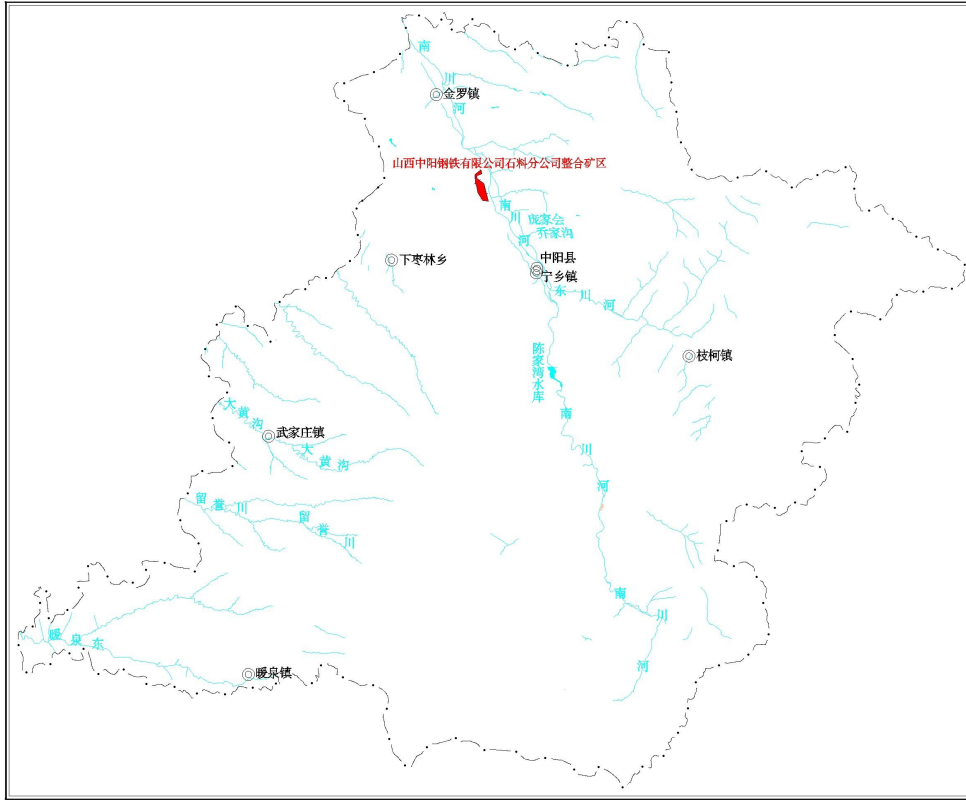 南川河
金罗镇
山西中阳钢铁有限公司石料分公司整合矿区
南川河
庞家会
乔家沟
中阳县
宁乡镇
下枣林乡
东川河
陈家湾水库
枝柯镇
大黄沟
南川河
武家庄镇
大黄沟
留誉川
留誉川
南川河
暖泉东
暖泉镇